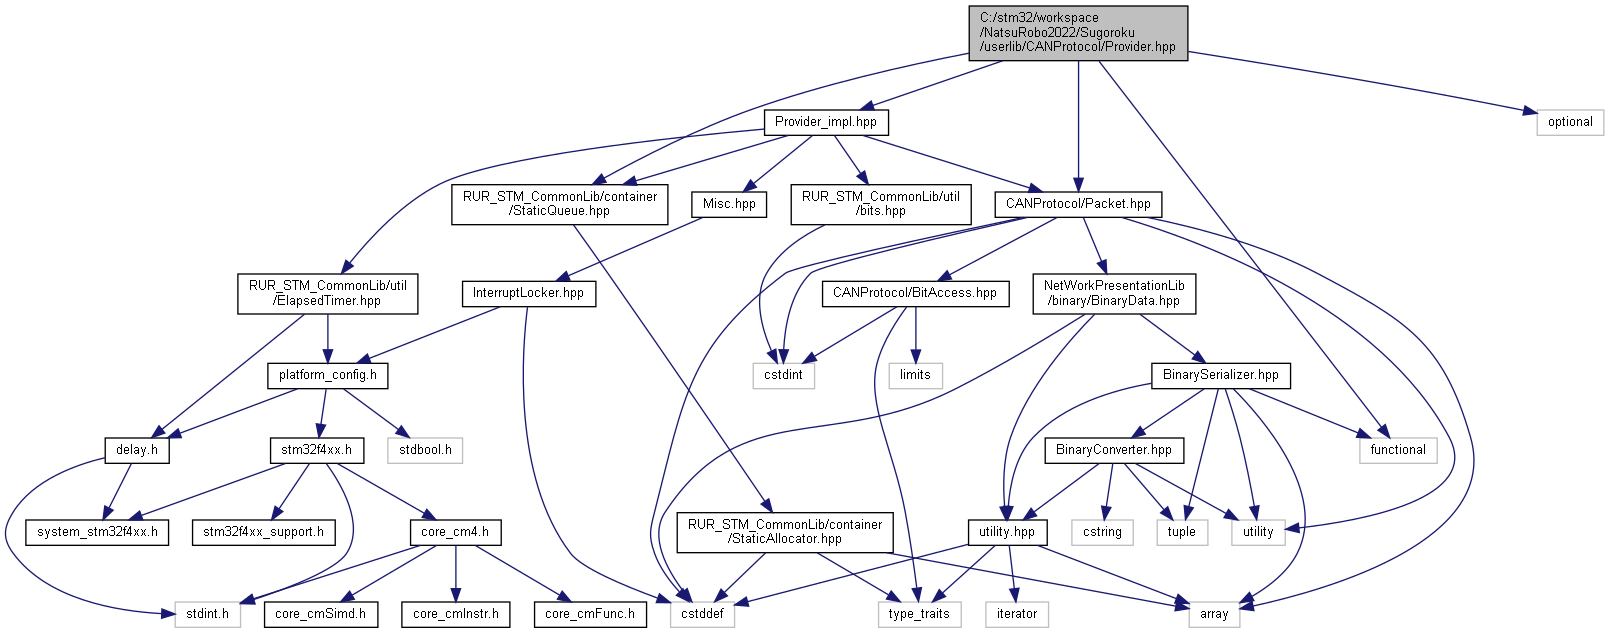 C:/stm32/workspace
/NatsuRobo2022/Sugoroku
/userlib/CANProtocol/Provider.hpp
Provider_impl.hpp
optional
RUR_STM_CommonLib/container
/StaticQueue.hpp
Misc.hpp
RUR_STM_CommonLib/util
/bits.hpp
CANProtocol/Packet.hpp
RUR_STM_CommonLib/util
/ElapsedTimer.hpp
InterruptLocker.hpp
CANProtocol/BitAccess.hpp
NetWorkPresentationLib
/binary/BinaryData.hpp
platform_config.h
cstdint
limits
BinarySerializer.hpp
delay.h
stm32f4xx.h
stdbool.h
BinaryConverter.hpp
functional
system_stm32f4xx.h
stm32f4xx_support.h
core_cm4.h
RUR_STM_CommonLib/container
/StaticAllocator.hpp
utility.hpp
cstring
tuple
utility
stdint.h
core_cmSimd.h
core_cmInstr.h
core_cmFunc.h
cstddef
type_traits
iterator
array